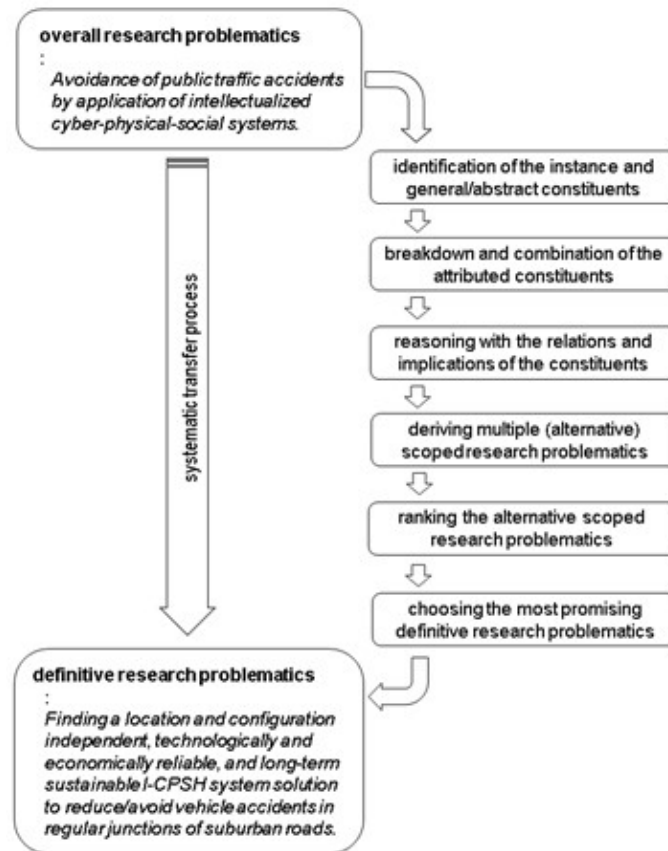 overall research problematics
:
Avoidance of public traffic accidents
by application of intellectualized
cyber-physical-social systems.
identification of the instance and
general/abstract constituents
breakdown and combination of the
attributed constituents
reasoning with the relations and
implications of the constituents
deriving multiple (alternative)
scoped research problematics
ranking the alternative scoped
research problematics
choosing the most promising
definitive research problematics
systematic transfer process
definitive research problematics
:
Finding a location and configuration
independent, technologically and
economically reliable, and long-term
sustainable I-CPSH system solution
to reduce/avoid vehicle accidents in
regular junctions of suburban roads.